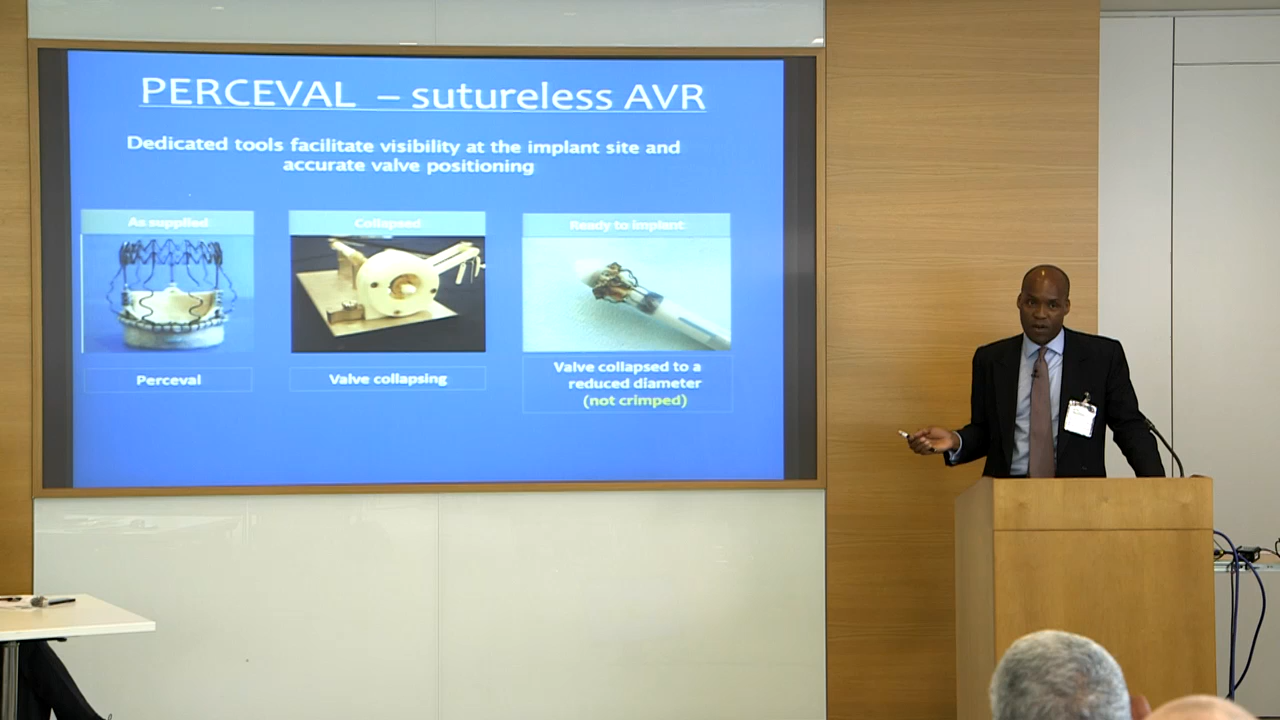 PERCEVAL – sutureless AVR
Dedicated tools facilitate visibility at the implant site and
accurate valve positioning
As supplied
Collapsed
Ready to implant
Perceval
Valve collapsing
Valve collapsed to a
reduced diameter
(not crimped)